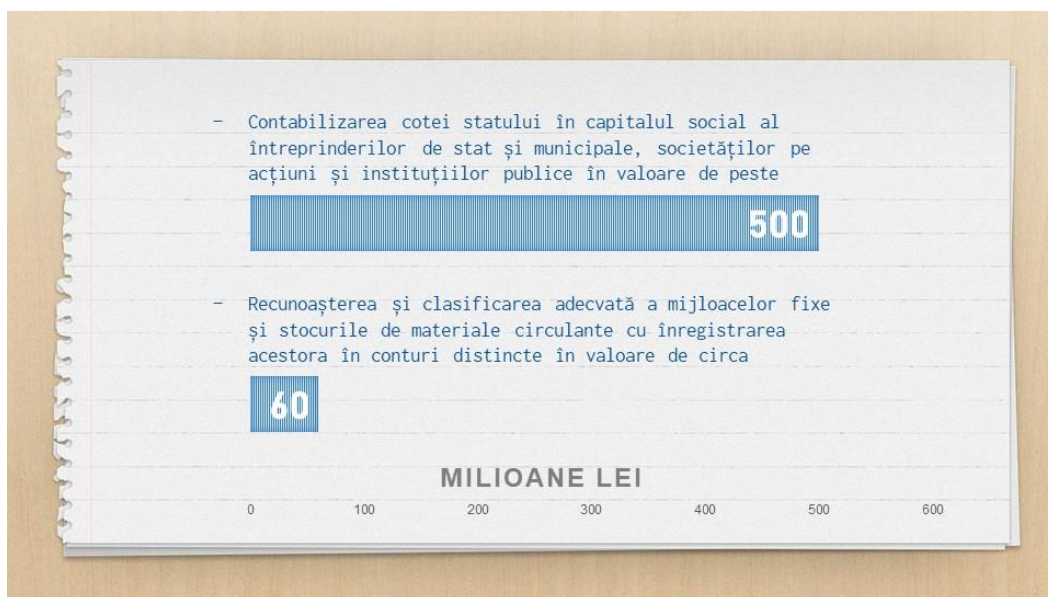 - Contabilizarea cotei statului în capitalul social al
întreprinderilor de stat și municipale, societăților pe
acțiuni și instituțiilor publice în valoare de peste
500
- Recunoașterea și clasificarea adecvată a mijloacelor fixe
și stocurile de materiale circulante cu înregistrarea
acestora în conturi distincte în valoare de circa
60
MILIOANE LEI
0 100 200 300 400 500 600